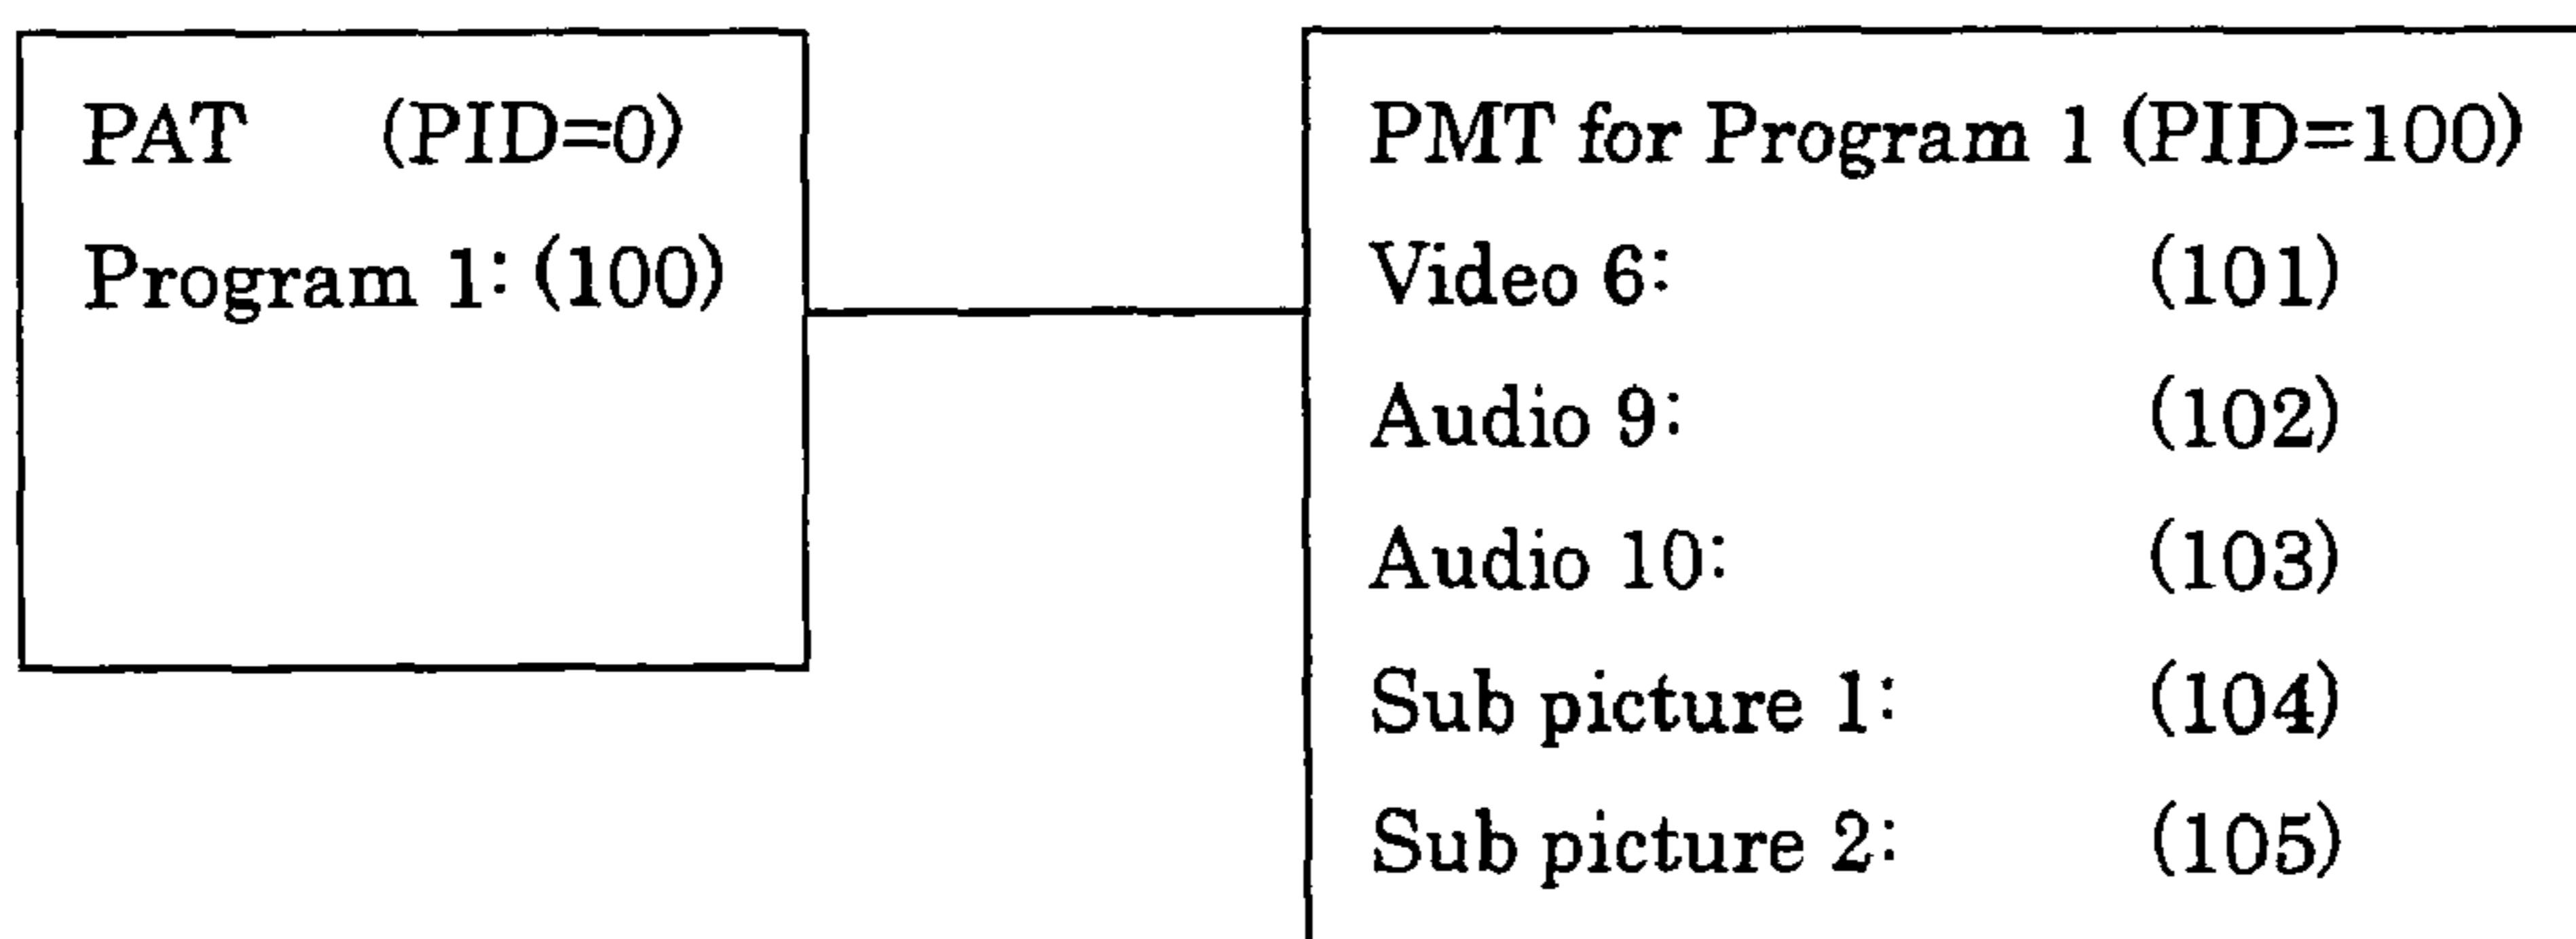 PAT (PID=0)
Program 1: (100)
PMT for Program 1 (PID=100)
Video 6: (101)
Audio 9: (102)
Audio 10: (103)
Sub picture 1: (104)
Sub picture 2: (105)